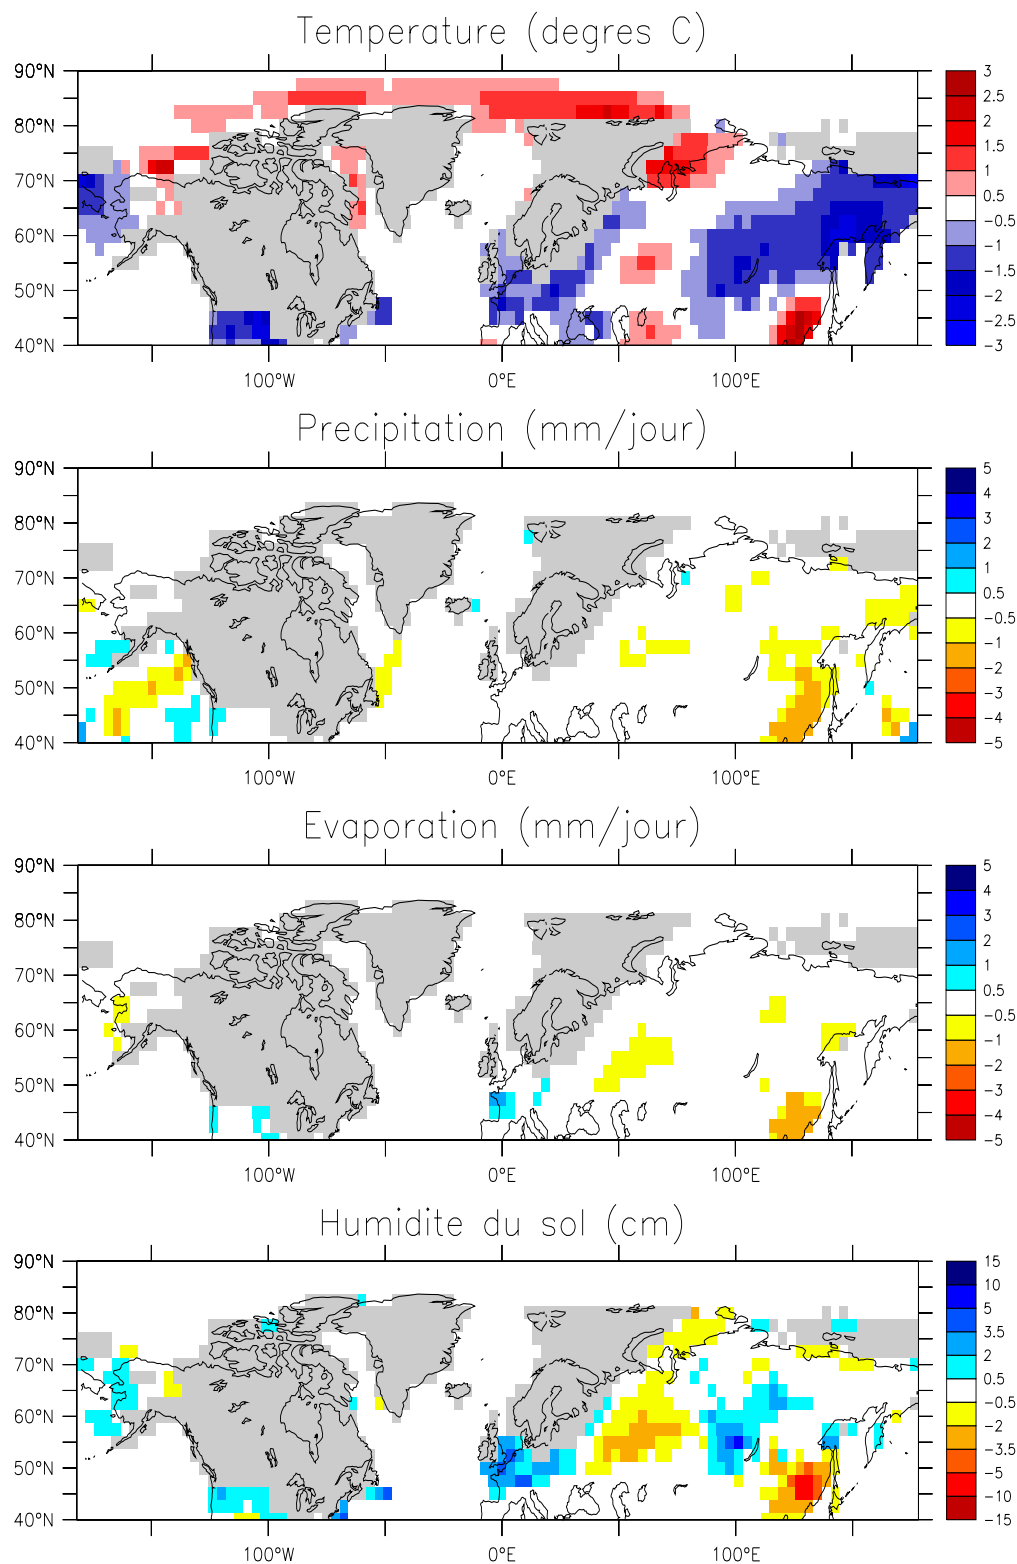 Temperature (degres C)
90°N
80°N
70°N
60°N
50°N
40°N
100°W
0°E
100°E
3
2.5
2
1.5
1
0.5
-0.5
-1
-1.5
-2
-2.5
-3
Precipitation (mm/jour)
90°N
80°N
70°N
60°N
50°N
40°N
100°W
0°E
100°E
5
4
3
2
1
0.5
-0.5
-1
-2
-3
-4
-5
Evaporation (mm/jour)
90°N
80°N
70°N
60°N
50°N
40°N
100°W
0°E
100°E
5
4
3
2
1
0.5
-0.5
-1
-2
-3
-4
-5
Humidite du sol (cm)
90°N
80°N
70°N
60°N
50°N
40°N
100°W
0°E
100°E
15
10
5
3.5
2
0.5
-0.5
-2
-3.5
-5
-10
-15